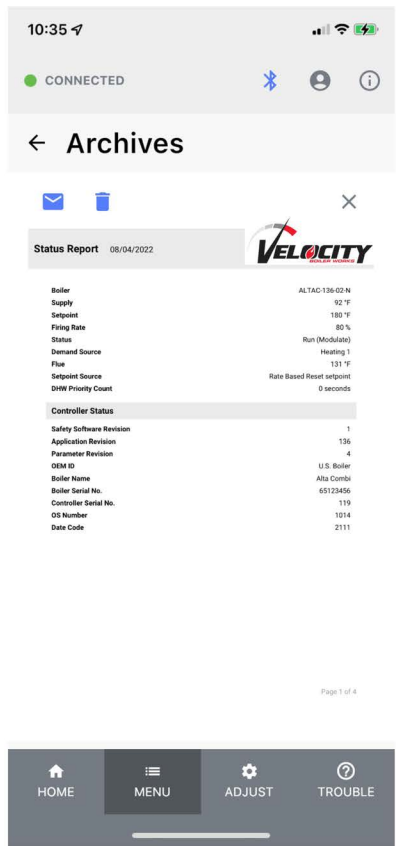 10:35
CONNECTED
Archives
Status Report 08/04/2022
VELOCITY
BOILER WORKS
Boiler ALTAC-136-02-N
Supply 92 °F
Setpoint 180 °F
Firing Rate 80 %
Status Run (Modulate)
Demand Source Heating 1
Flue 131 °F
Setpoint Source Rate Based Reset setpoint
DHW Priority Count 0 seconds
Controller Status
Safety Software Revision 1
Application Revision 136
Parameter Revision 4
OEM ID U.S. Boiler
Boiler Name Alta Combi
Boiler Serial No. 65123456
Controller Serial No. 119
OS Number 1014
Date Code 2111
Page 1 of 4
HOME MENU ADJUST TROUBLE